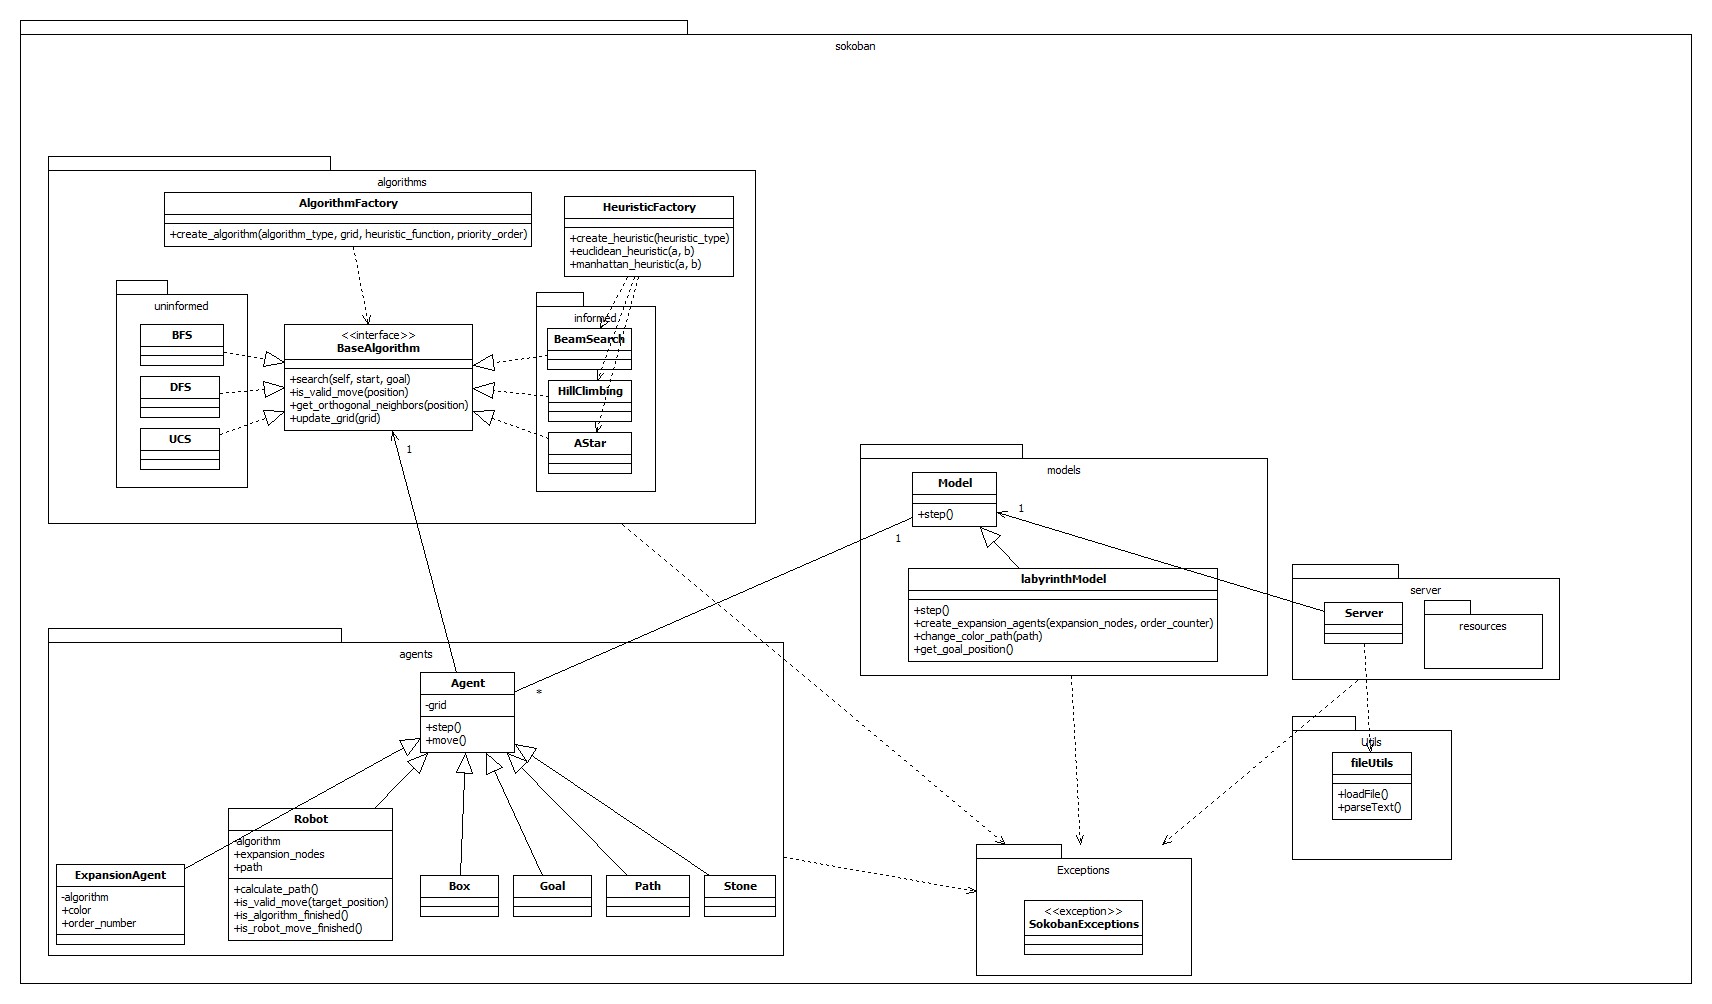 sokoban
algorithms
AlgorithmFactory
+create_algorithm(algorithm_type, grid, heuristic_function, priority_order)
HeuristicFactory
+create_heuristic(heuristic_type)
+euclidean_heuristic(a, b)
+manhattan_heuristic(a, b)
uninformed
BFS
DFS
UCS
<<interface>>
BaseAlgorithm
+search(self, start, goal)
+is_valid_move(position)
+get_orthogonal_neighbors(position)
+update_grid(grid)
1
informed
BeamSearch
HillClimbing
AStar
models
Model
+step()
1
1
labyrinthModel
+step()
+create_expansion_agents(expansion_nodes, order_counter)
+change_color_path(path)
+get_goal_position()
server
Server
resources
agents
Agent
-grid
+step()
+move()
*
Robot
-algorithm
+expansion_nodes
+path
+calculate_path()
+is_valid_move(target_position)
+is_algorithm_finished()
+is_robot_move_finished()
ExpansionAgent
-algorithm
+color
+order_number
Box
Goal
Path
Stone
Utils
fileUtils
+loadFile()
+parseText()
Exceptions
<<exception>>
SokobanExceptions